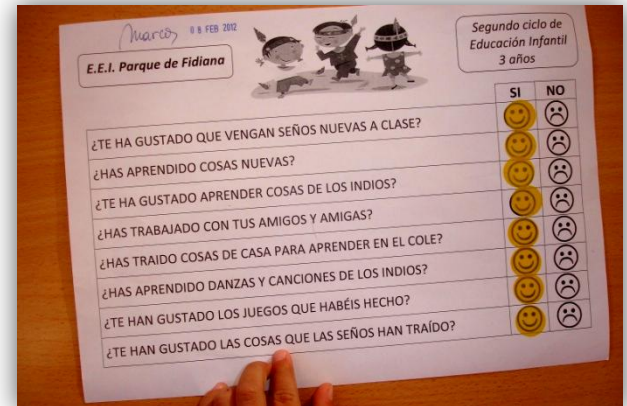 Marcos 08 FEB 2012
E.E.I. Parque de Fidiana
Segundo ciclo de
Educación Infantil
3 años
SI NO
¿TE HA GUSTADO QUE VENGAN SEÑOS NUEVAS A CLASE?
¿HAS APRENDIDO COSAS NUEVAS?
¿TE HA GUSTADO APRENDER COSAS DE LOS INDIOS?
¿HAS TRABAJADO CON TUS AMIGOS Y AMIGAS?
¿HAS TRAIDO COSAS DE CASA PARA APRENDER EN EL COLE?
¿HAS APRENDIDO DANZAS Y CANCIONES DE LOS INDIOS?
¿TE HAN GUSTADO LOS JUEGOS QUE HABÉIS HECHO?
¿TE HAN GUSTADO LAS COSAS QUE LAS SEÑOS HAN TRAÍDO?